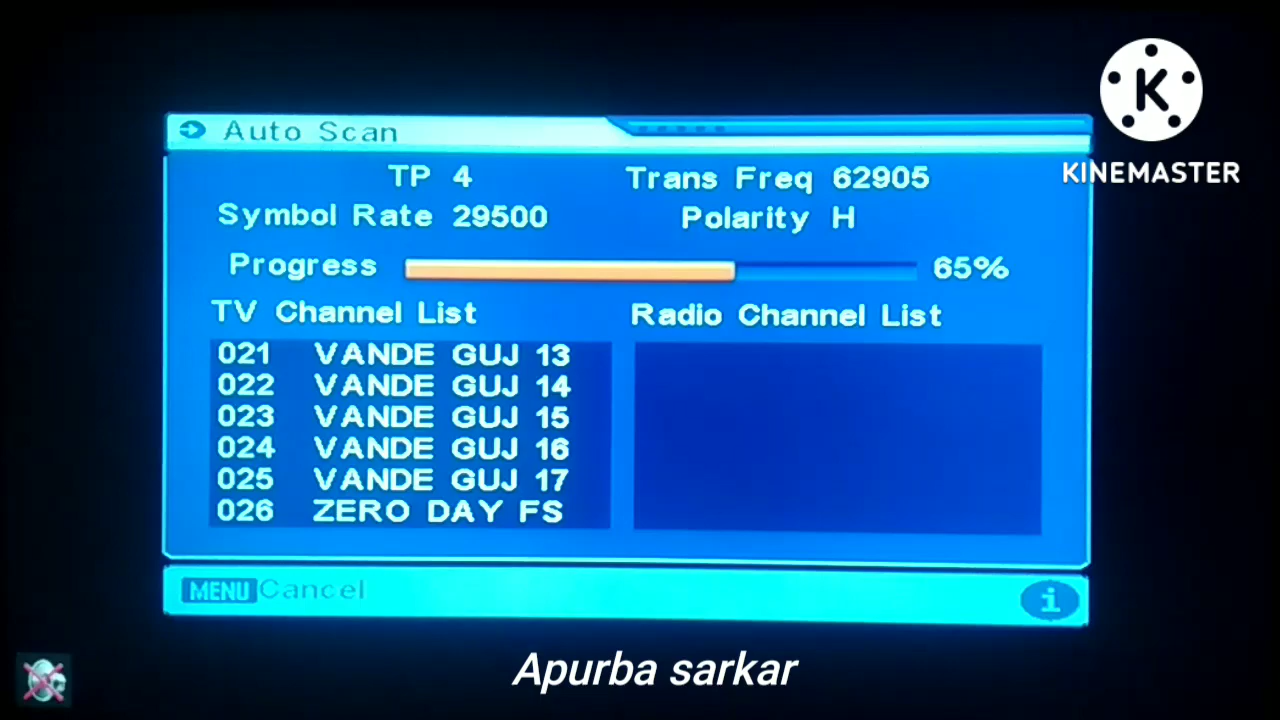 Auto Scan
TP 4 Trans Freq 62905
Symbol Rate 29500 Polarity H
Progress 65%
TV Channel List Radio Channel List
021 VANDE GUJ 13
022 VANDE GUJ 14
023 VANDE GUJ 15
024 VANDE GUJ 16
025 VANDE GUJ 17
026 ZERO DAY FS
MENU Cancel i
K
KINEMASTER
Apurba sarkar